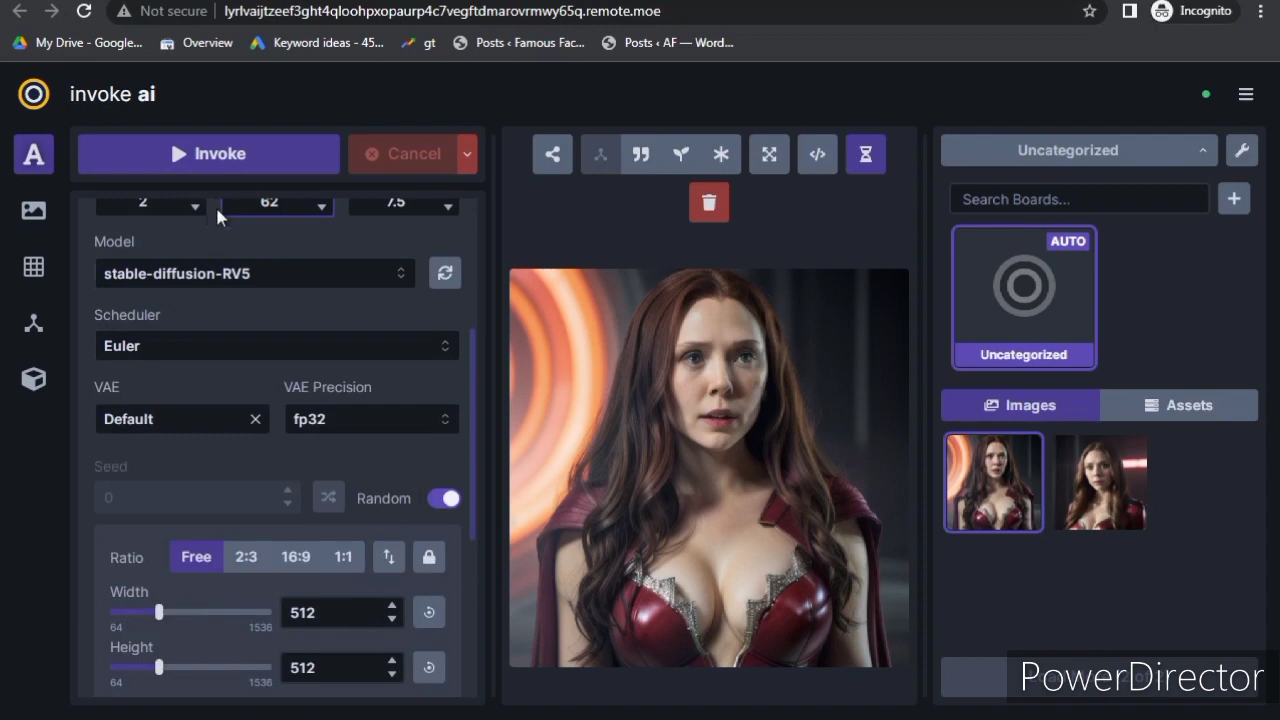 Not secure
lyrlvaijtzeef3ght4qloohpxopaurp4c7vegftdmarovrmwy65q.remote.moe
Incognito
My Drive - Google...
Overview
Keyword ideas - 45...
gt
Posts ‹ Famous Fac...
Posts ‹ AF — Word...
invoke ai
Invoke
Cancel
Uncategorized
2
62
7.5
Search Boards...
Model
AUTO
stable-diffusion-RV5
Scheduler
Euler
Uncategorized
VAE
VAE Precision
Default
fp32
Images
Assets
Seed
0
Random
Ratio
Free
2:3
16:9
1:1
Width
512
64
1536
Height
512
64
1536
PowerDirector